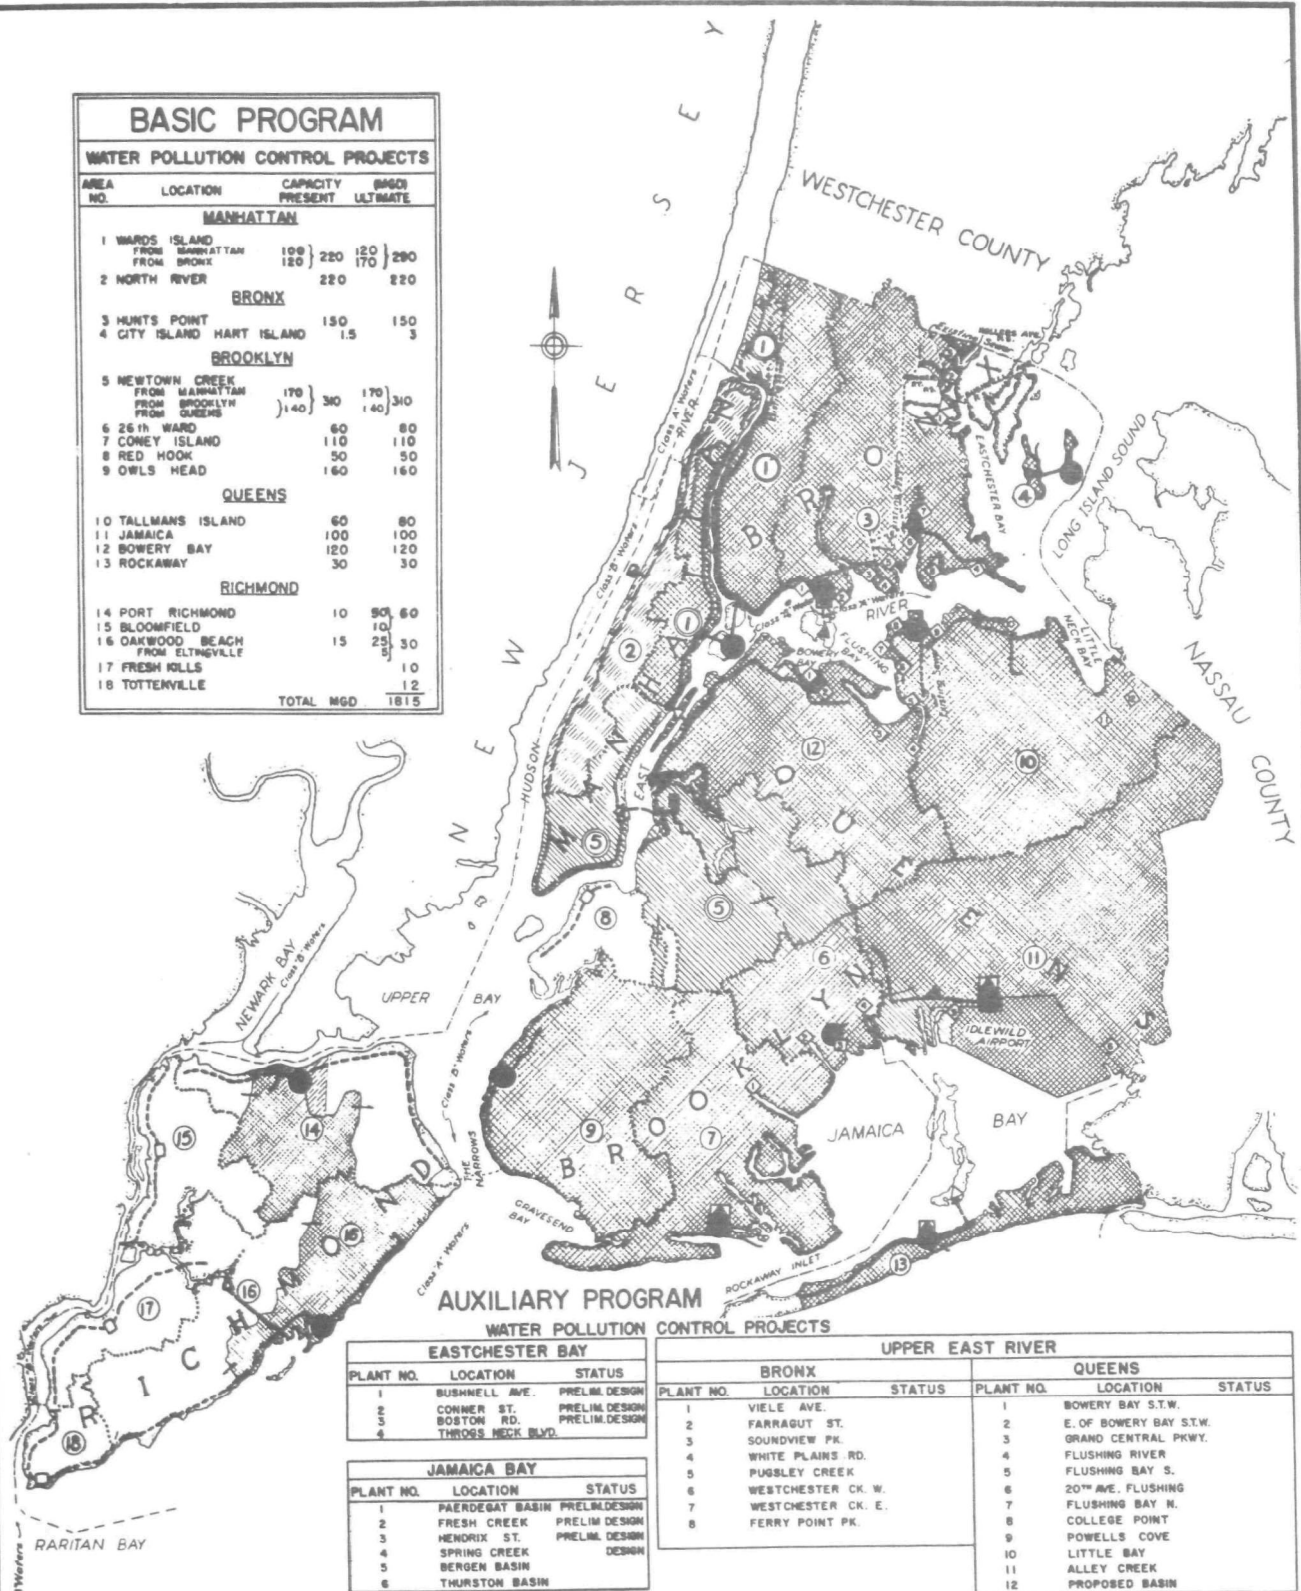 BASIC PROGRAM
WATER POLLUTION CONTROL PROJECTS
AREA NO. LOCATION CAPACITY (MGD) PRESENT ULTIMATE
MANHATTAN
1 WARDS ISLAND
FROM MANHATTAN 100 } 220 120 } 290
FROM BRONX 120 170
2 NORTH RIVER 220 220
BRONX
3 HUNTS POINT 150 150
4 CITY ISLAND HART ISLAND 1.5 3
BROOKLYN
5 NEWTOWN CREEK
FROM MANHATTAN 170 } 310 170 } 310
FROM BROOKLYN } 140 140
FROM QUEENS
6 26th WARD 60 80
7 CONEY ISLAND 110 110
8 RED HOOK 50 50
9 OWLS HEAD 160 160
QUEENS
10 TALLMANS ISLAND 60 80
11 JAMAICA 100 100
12 BOWERY BAY 120 120
13 ROCKAWAY 30 30
RICHMOND
14 PORT RICHMOND 10 50 } 60
15 BLOOMFIELD 10
16 OAKWOOD BEACH 15 25 } 30
FROM ELTINGVILLE 5
17 FRESH KILLS 10
18 TOTTENVILLE 12
TOTAL MGD 1815
NEW JERSEY
WESTCHESTER COUNTY
NASSAU COUNTY
LONG ISLAND SOUND
EASTCHESTER BAY
LITTLE NECK BAY
HUDSON RIVER
Class 'A' Waters
Class 'B' Waters
EAST RIVER
Class 'A' Waters
BOWERY BAY
FLUSHING BAY
MANHATTAN
BRONX
QUEENS
BROOKLYN
RICHMOND
NEWARK BAY
Class 'B' Waters
UPPER BAY
Class 'B' Waters
THE NARROWS
Class 'A' Waters
GRAVESEND BAY
IDLEWILD AIRPORT
JAMAICA BAY
ROCKAWAY INLET
RARITAN BAY
AUXILIARY PROGRAM
WATER POLLUTION CONTROL PROJECTS
EASTCHESTER BAY
PLANT NO. LOCATION STATUS
1 BUSHNELL AVE. PRELIM. DESIGN
2 CONNER ST. PRELIM. DESIGN
3 BOSTON RD. PRELIM. DESIGN
4 THROGS NECK BLVD.
JAMAICA BAY
PLANT NO. LOCATION STATUS
1 PAERDEGAT BASIN PRELIM. DESIGN
2 FRESH CREEK PRELIM DESIGN
3 HENDRIX ST. PRELIM. DESIGN
4 SPRING CREEK DESIGN
5 BERGEN BASIN
6 THURSTON BASIN
UPPER EAST RIVER
BRONX
PLANT NO. LOCATION STATUS
1 VIELE AVE.
2 FARRAGUT ST.
3 SOUNDVIEW PK.
4 WHITE PLAINS RD.
5 PUGSLEY CREEK
6 WESTCHESTER CK. W.
7 WESTCHESTER CK. E.
8 FERRY POINT PK.
QUEENS
PLANT NO. LOCATION STATUS
1 BOWERY BAY S.T.W.
2 E. OF BOWERY BAY S.T.W.
3 GRAND CENTRAL PKWY.
4 FLUSHING RIVER
5 FLUSHING BAY S.
6 20TH AVE. FLUSHING
7 FLUSHING BAY N.
8 COLLEGE POINT
9 POWELLS COVE
10 LITTLE BAY
11 ALLEY CREEK
12 PROPOSED BASIN